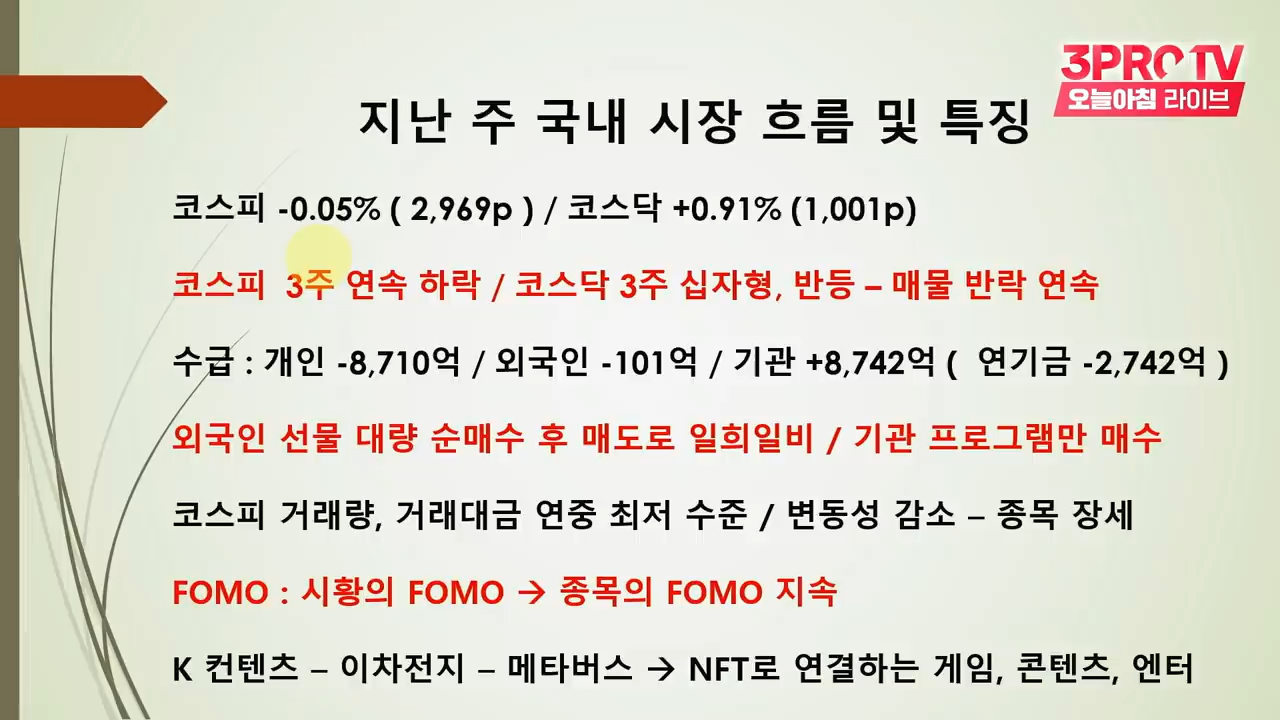 3PRO TV
오늘아침 라이브
지난 주 국내 시장 흐름 및 특징
코스피 -0.05% ( 2,969p ) / 코스닥 +0.91% (1,001p)
코스피 3주 연속 하락 / 코스닥 3주 십자형, 반등 – 매물 반락 연속
수급 : 개인 -8,710억 / 외국인 -101억 / 기관 +8,742억 ( 연기금 -2,742억 )
외국인 선물 대량 순매수 후 매도로 일희일비 / 기관 프로그램만 매수
코스피 거래량, 거래대금 연중 최저 수준 / 변동성 감소 – 종목 장세
FOMO : 시황의 FOMO → 종목의 FOMO 지속
K 컨텐츠 – 이차전지 – 메타버스 → NFT로 연결하는 게임, 콘텐츠, 엔터